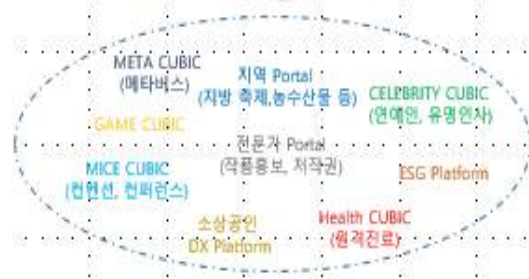 META CUBIC
(메타버스)
지역 Portal
(지방 축제,농수산물 등)
CELEBRITY CUBIC
(연예인, 유명인사)
GAME CUBIC
전문가 Portal
(작품홍보, 저작권)
MICE CUBIC
(컨벤션, 컨퍼런스)
ESG Platform
소상공인
DX Platform
Health CUBIC
(원격진료)